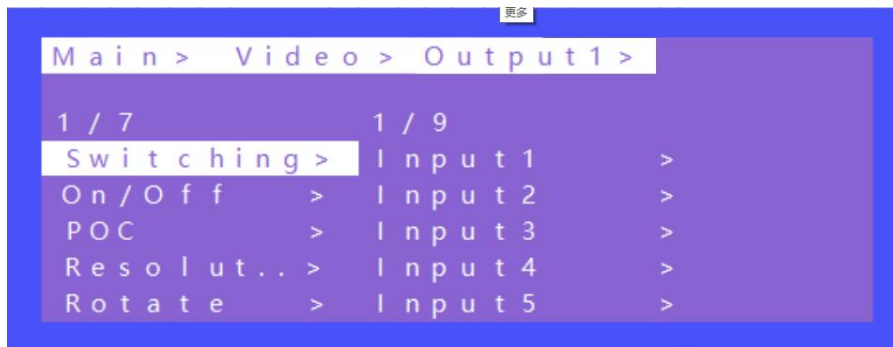 更多
Main> Video> Output1>
1/7 1/9
Switching> Input1 >
On/Off > Input2 >
POC > Input3 >
Resolut..> Input4 >
Rotate > Input5 >